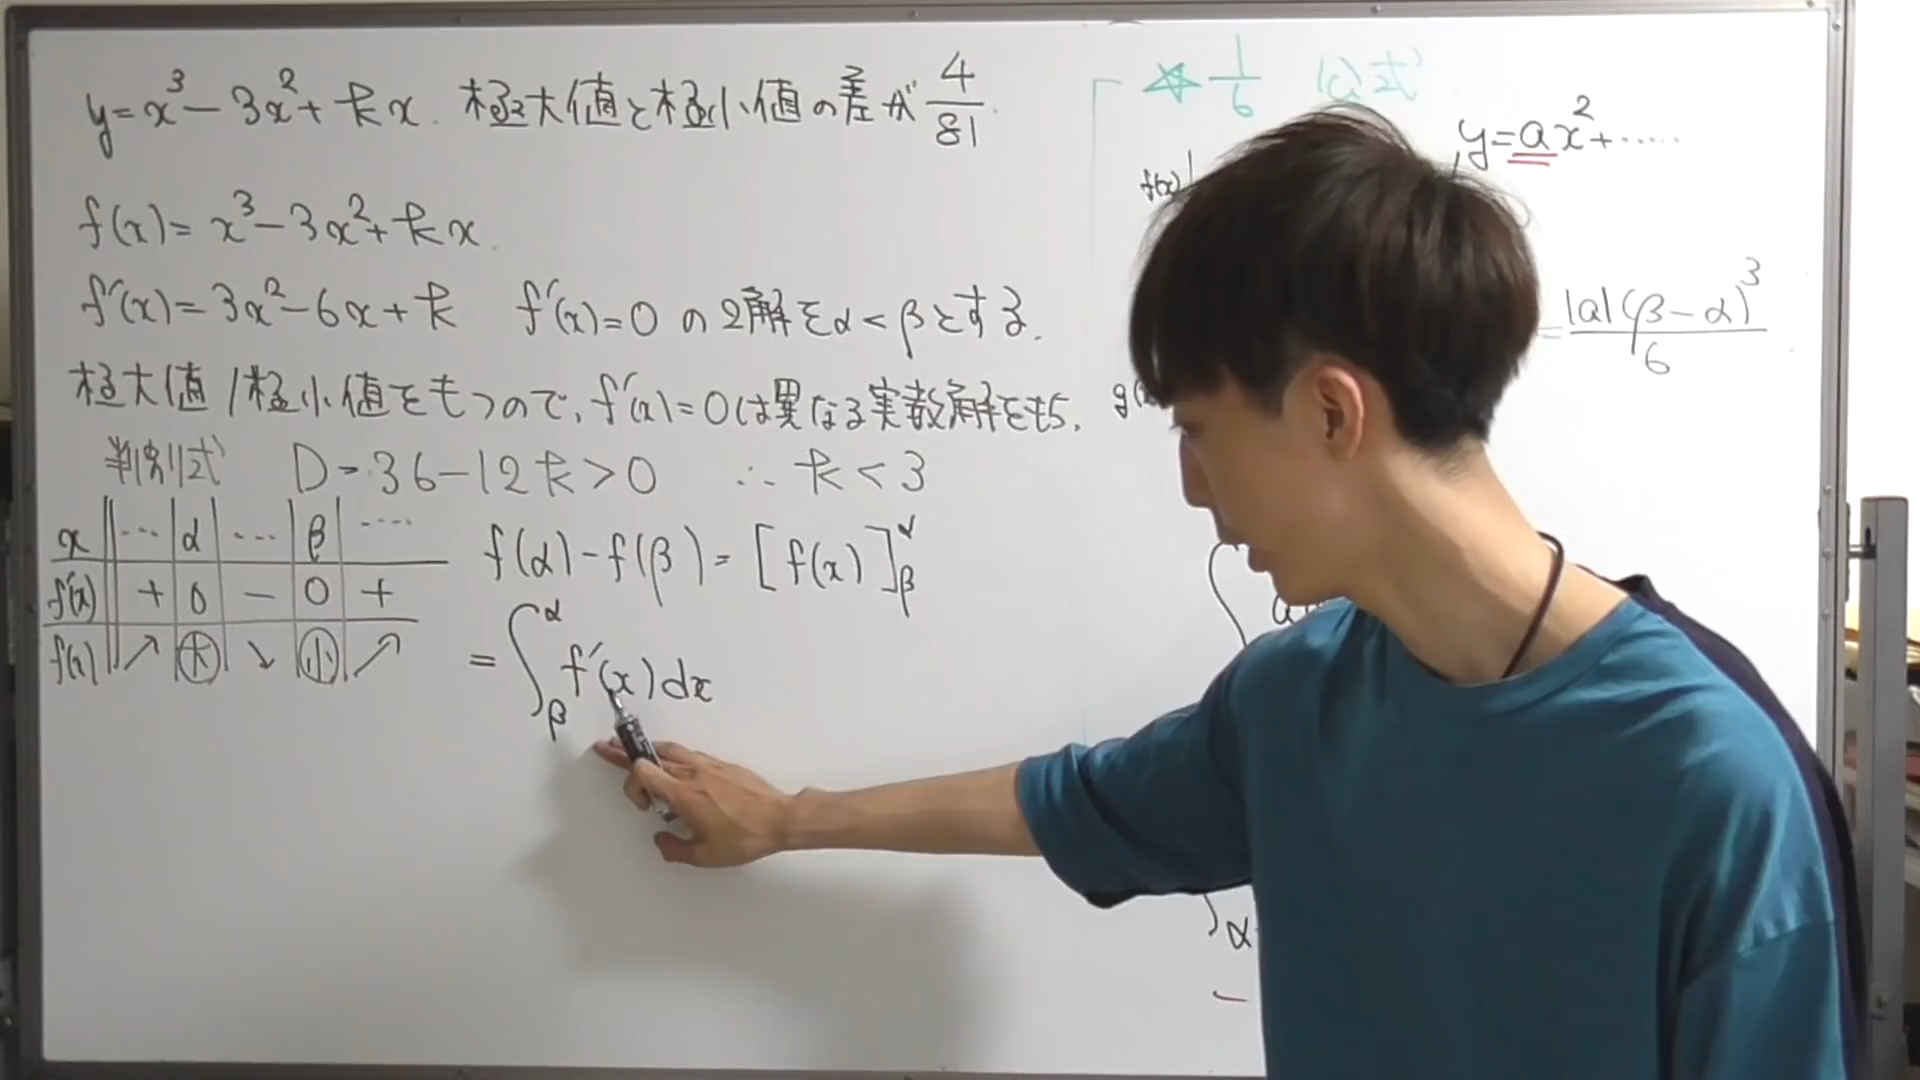 y=x³-3x²+kx. 極大値と極小値の差が 4/81.
f(x)=x³-3x²+kx.
f'(x)=3x²-6x+k f'(x)=0 の2解をα<βとする.
極大値/極小値をもつので,f'(x)=0は異なる実数解をもち,
判別式 D=36-12k>0 ∴ k<3
x ... α ... β ....
f'(x) + 0 - 0 +
f(x) ↗ 大 ↘ 小 ↗
f(α)-f(β)=[f(x)]_β^α
=∫_β^α f'(x)dx
☆ 1/6 公式
y=ax²+......
f(x)
=|a|(β-α)³/6
α